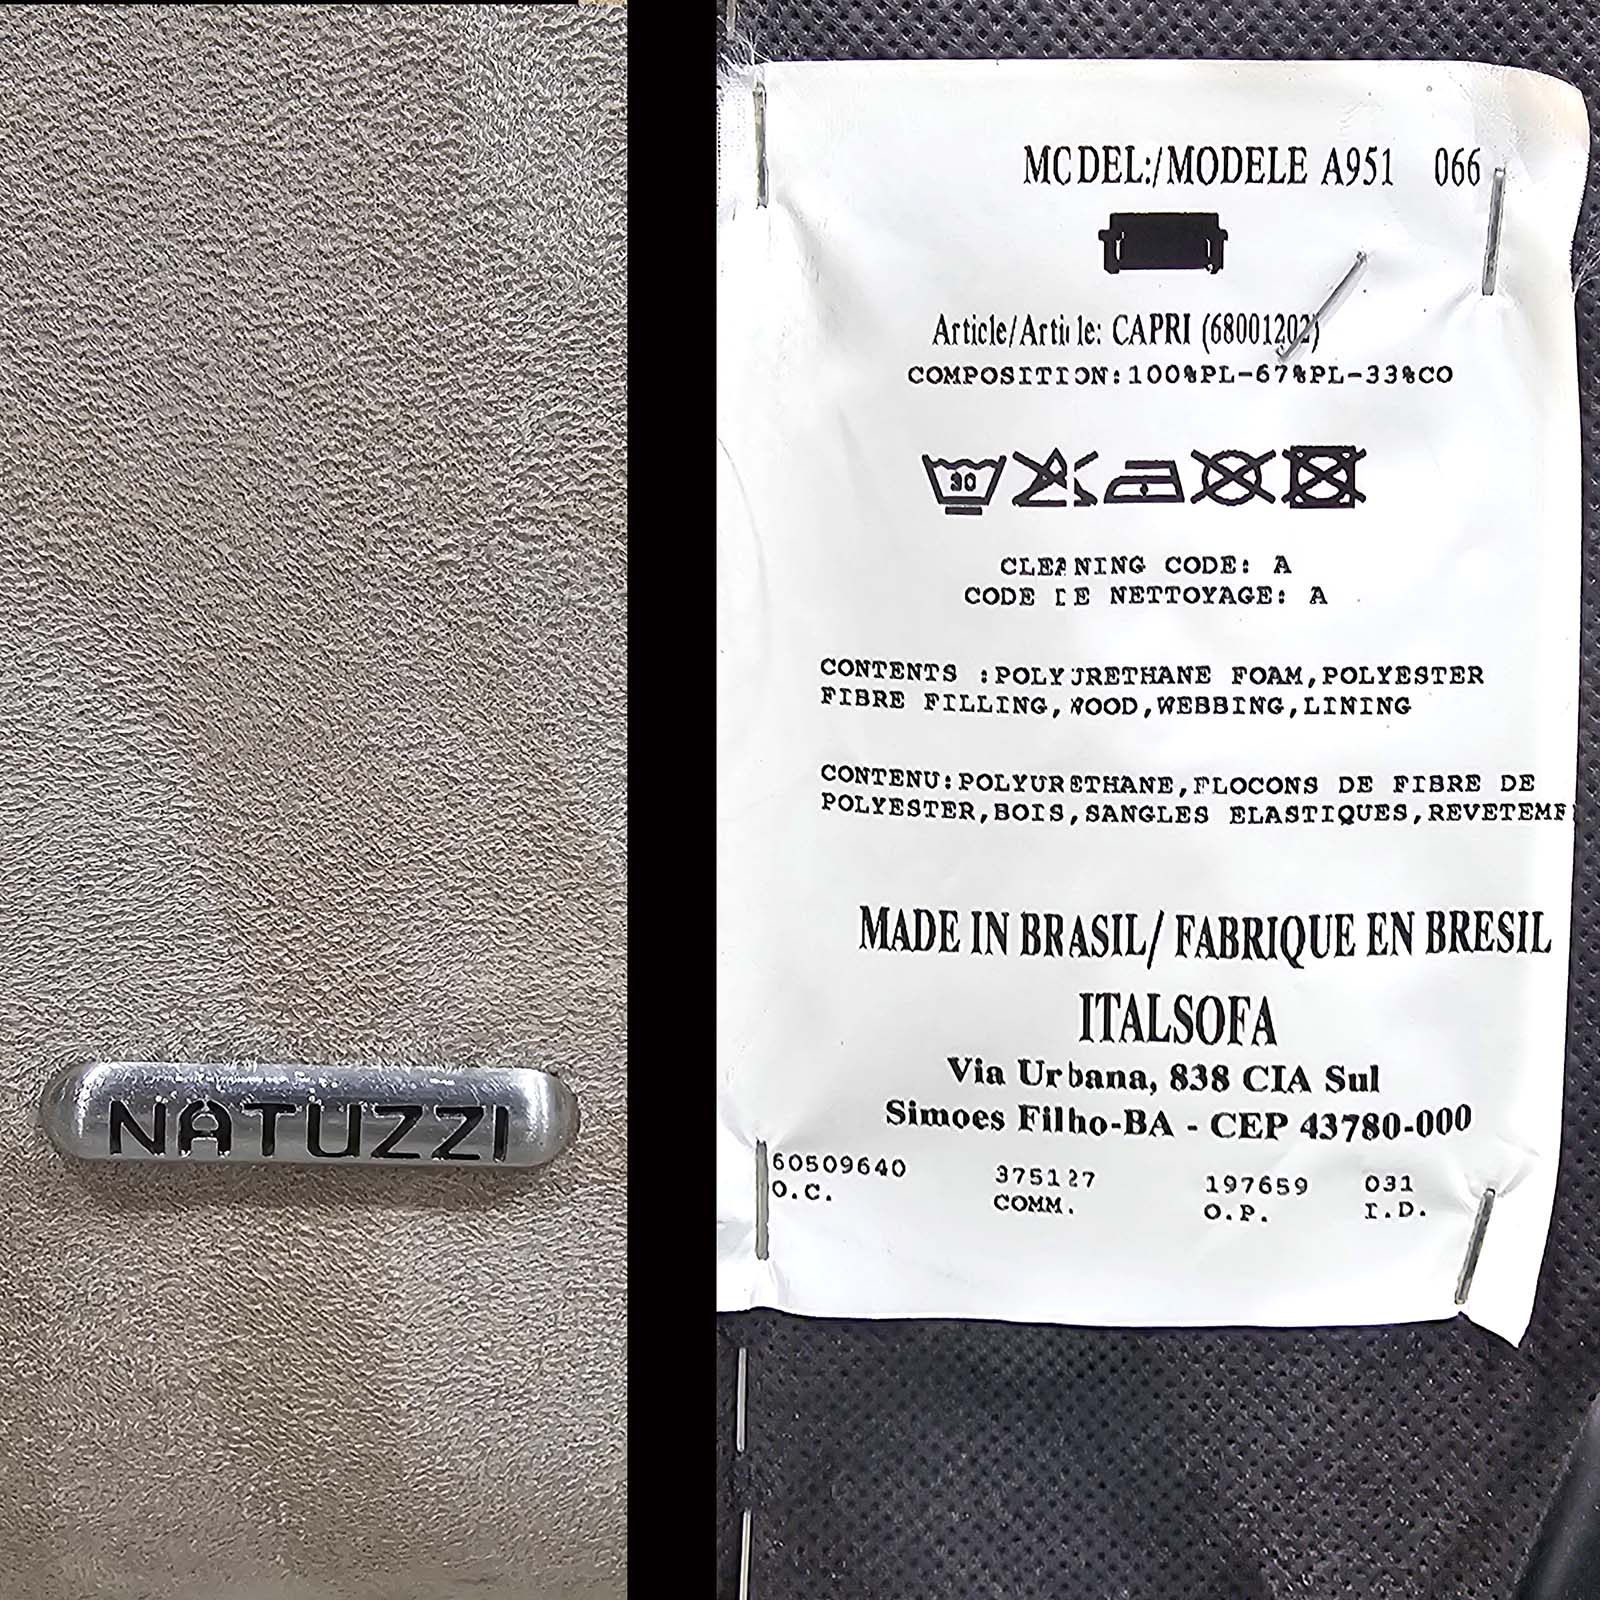 NATUZZI
MODEL:/MODELE A951 066
Article/Article: CAPRI (68001202)
COMPOSITION:100%PL-67%PL-33%CO
30
CLEANING CODE: A
CODE DE NETTOYAGE: A
CONTENTS :POLYURETHANE FOAM,POLYESTER
FIBRE FILLING,WOOD,WEBBING,LINING
CONTENU:POLYURETHANE,FLOCONS DE FIBRE DE
POLYESTER,BOIS,SANGLES ELASTIQUES,REVETEME
MADE IN BRASIL/ FABRIQUE EN BRESIL
ITALSOFA
Via Urbana, 838 CIA Sul
Simoes Filho-BA - CEP 43780-000
60509640 375127 197659 031
O.C. COMM. O.P. I.D.